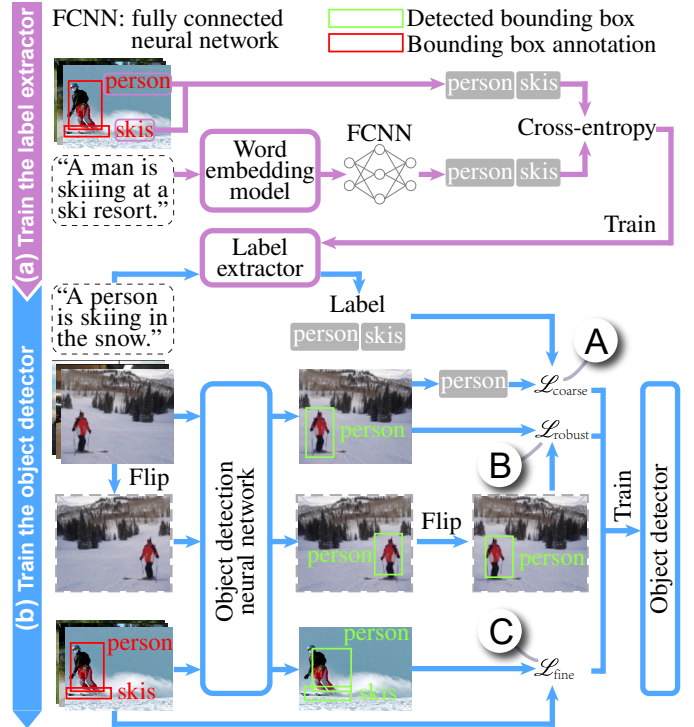 FCNN: fully connected
neural network
Detected bounding box
Bounding box annotation
(a) Train the label extractor
person
skis
person skis
Cross-entropy
FCNN
"A man is
skiiing at a
ski resort."
Word
embedding
model
person skis
Train
Label
extractor
(b) Train the object detector
"A person
is skiing in
the snow."
Label
person skis
A
person
ℒcoarse
person
ℒrobust
B
Flip
Object detection
neural network
person
Flip
person
Train
Object detector
C
person
skis
person
skis
ℒfine